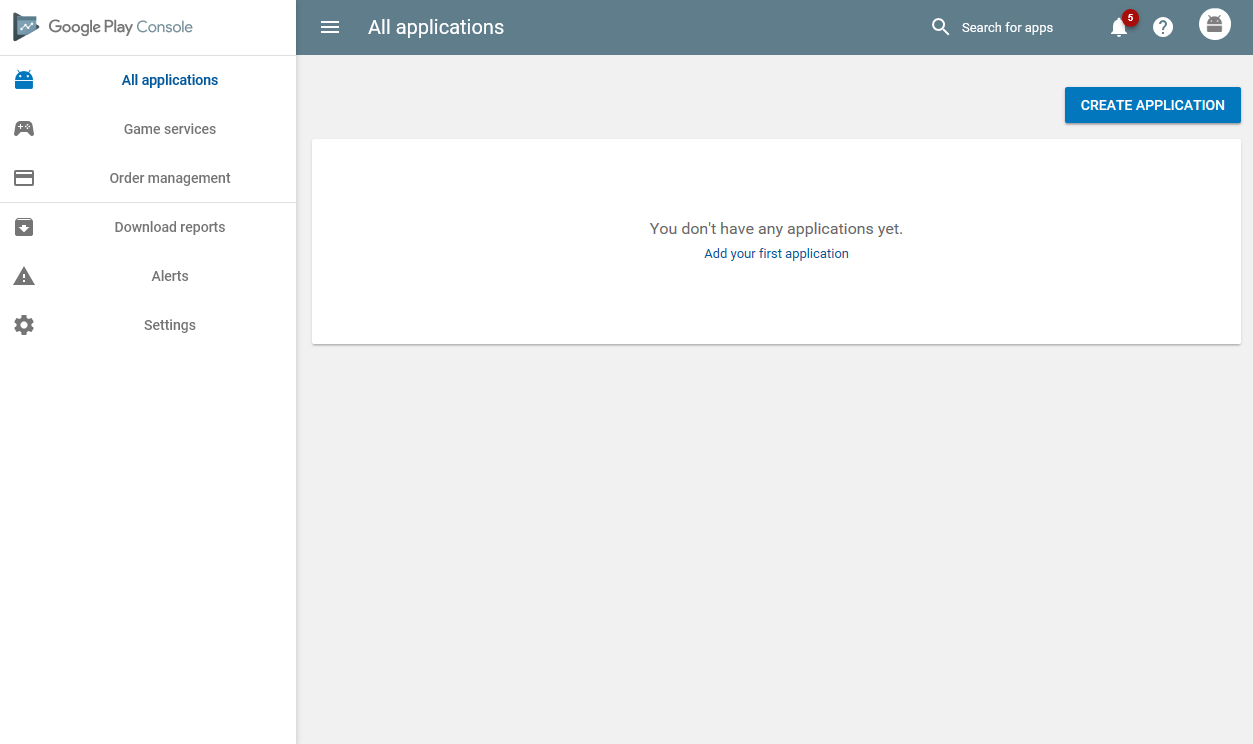 Google Play Console
All applications
Search for apps
5
All applications
Game services
Order management
Download reports
Alerts
Settings
CREATE APPLICATION
You don't have any applications yet.
Add your first application